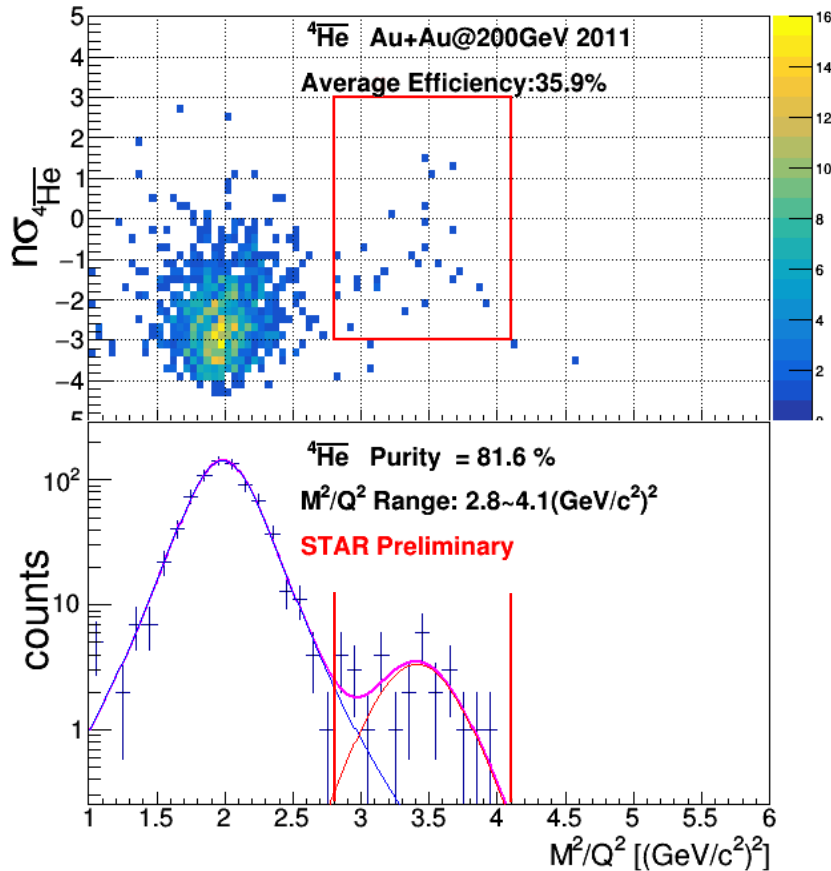 ⁴H̅e̅ Au+Au@200GeV 2011
Average Efficiency:35.9%
nσ⁴H̅e̅
5
4
3
2
1
0
−1
−2
−3
−4
5
16
14
12
10
8
6
4
2
0
⁴H̅e̅ Purity = 81.6 %
M²/Q² Range: 2.8~4.1(GeV/c²)²
STAR Preliminary
counts
10²
10
1
1 1.5 2 2.5 3 3.5 4 4.5 5 5.5 6
M²/Q² [(GeV/c²)²]